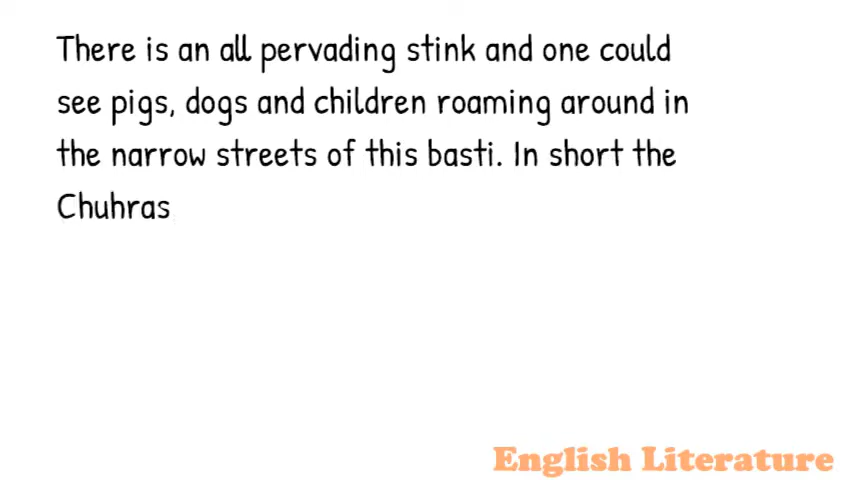 There is an all pervading stink and one could
see pigs, dogs and children roaming around in
the narrow streets of this basti. In short the
Chuhras
English Literature